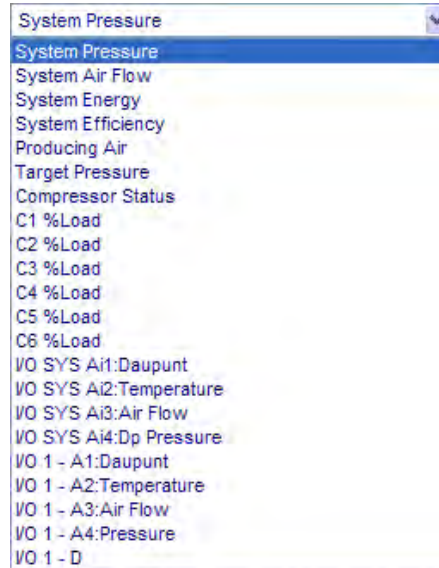 System Pressure
System Pressure
System Air Flow
System Energy
System Efficiency
Producing Air
Target Pressure
Compressor Status
C1 %Load
C2 %Load
C3 %Load
C4 %Load
C5 %Load
C6 %Load
I/O SYS Ai1:Daupunt
I/O SYS Ai2:Temperature
I/O SYS Ai3:Air Flow
I/O SYS Ai4:Dp Pressure
I/O 1 - A1:Daupunt
I/O 1 - A2:Temperature
I/O 1 - A3:Air Flow
I/O 1 - A4:Pressure
I/O 1 - D